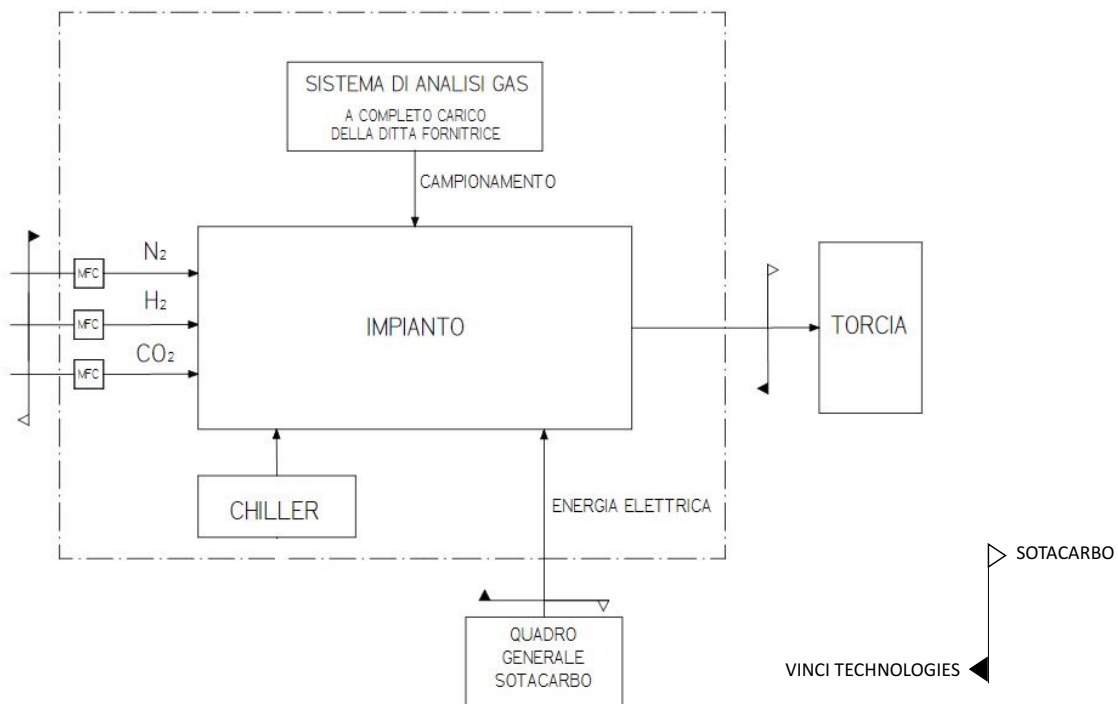 SISTEMA DI ANALISI GAS
A COMPLETO CARICO
DELLA DITTA FORNITRICE
CAMPIONAMENTO
MFC
N₂
MFC
H₂
MFC
CO₂
IMPIANTO
TORCIA
CHILLER
ENERGIA ELETTRICA
QUADRO
GENERALE
SOTACARBO
SOTACARBO
VINCI TECHNOLOGIES